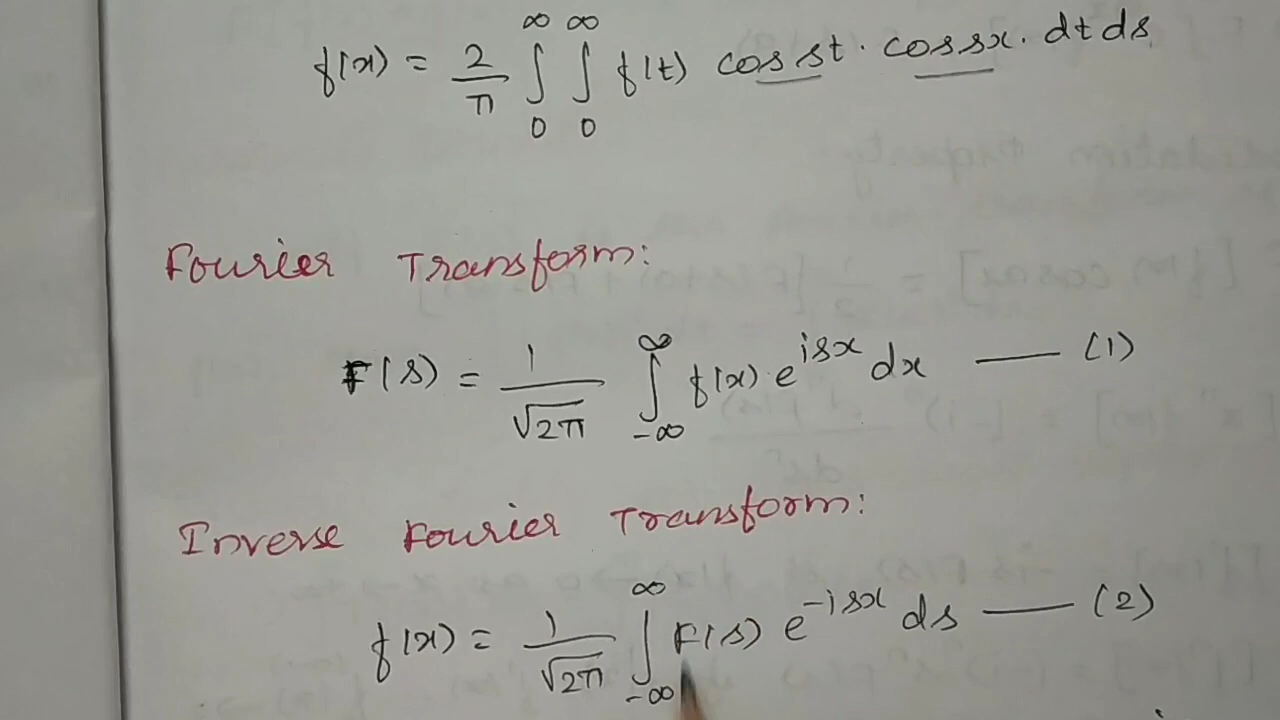 f(x) = 2/π ∫₀^∞ ∫₀^∞ f(t) cos st · cos sx · dt ds
Fourier Transform:
F(s) = 1/√2π ∫_-∞^∞ f(x) e^isx dx —— (1)
Inverse Fourier Transform:
f(x) = 1/√2π ∫_-∞^∞ F(s) e^-isx ds —— (2)